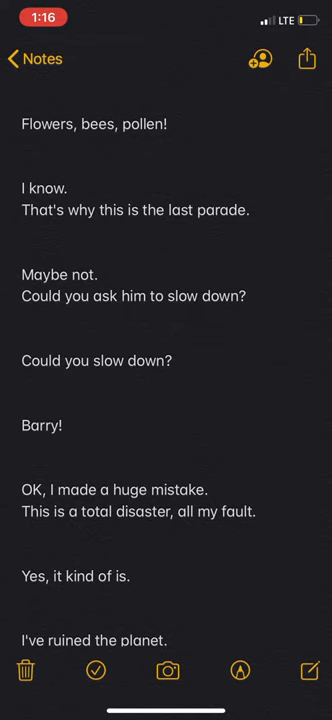 1:16
LTE
Notes
Flowers, bees, pollen!
I know.
That's why this is the last parade.
Maybe not.
Could you ask him to slow down?
Could you slow down?
Barry!
OK, I made a huge mistake.
This is a total disaster, all my fault.
Yes, it kind of is.
I've ruined the planet.